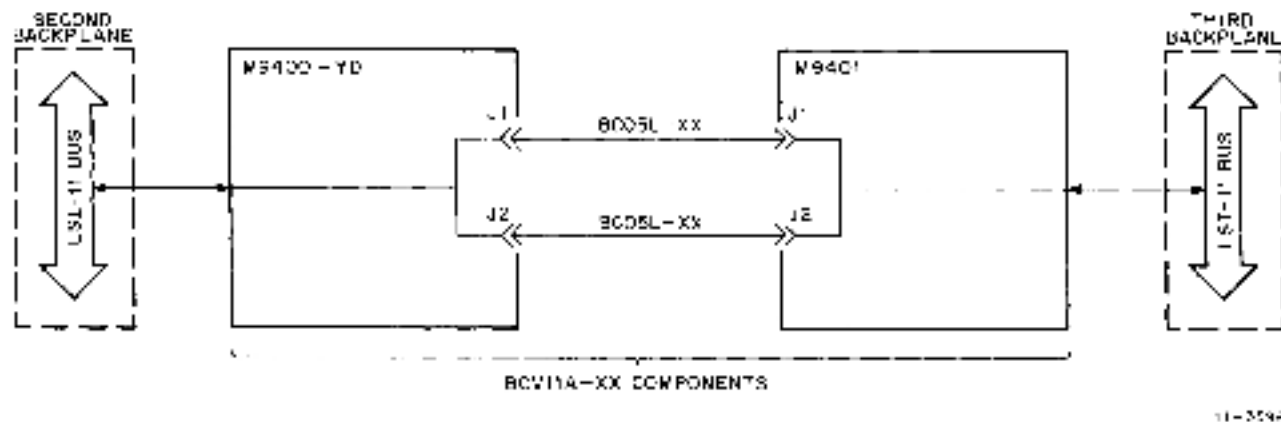 SECOND
BACKPLANE
THIRD
BACKPLANE
M9400-YD
M9401
J1
BC05L-XX
J1
LSI-11 BUS
LSI-11 BUS
J2
BC05L-XX
J2
BCV11A-XX COMPONENTS